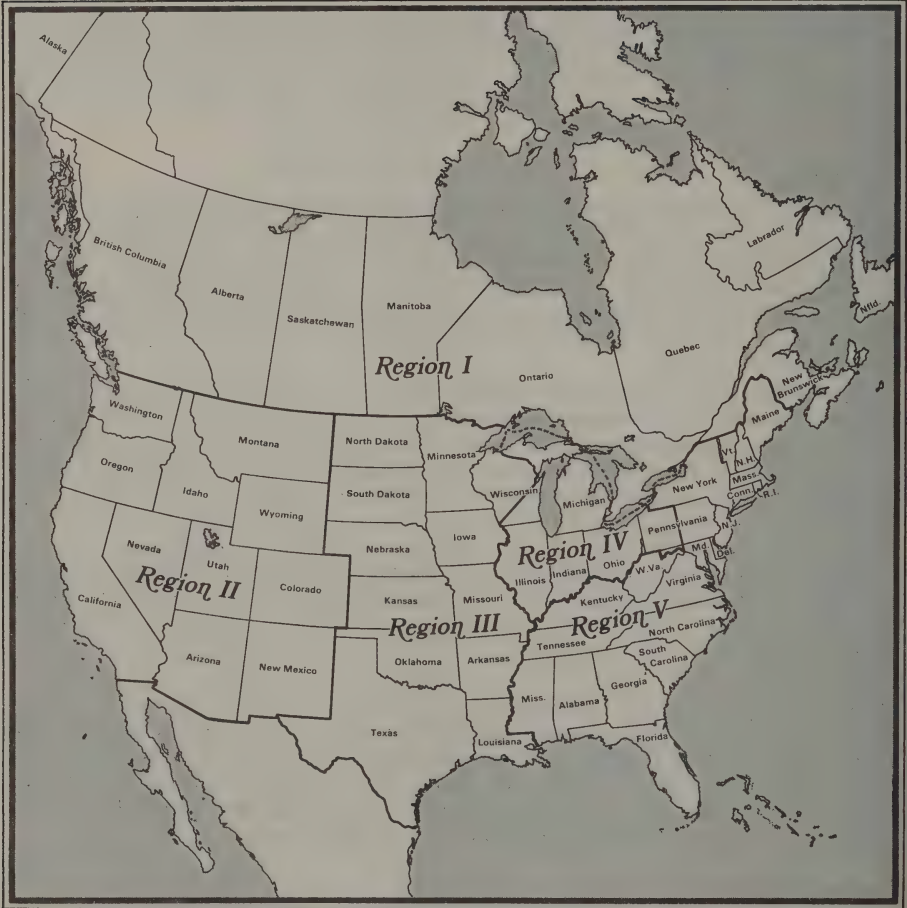 Alaska
British Columbia
Alberta
Saskatchewan
Manitoba
Region I
Ontario
Quebec
Labrador
Nfld.
New
Brunswick
Maine
Washington
Oregon
Idaho
Montana
Wyoming
Nevada
Utah
Colorado
California
Arizona
New Mexico
Region II
North Dakota
South Dakota
Nebraska
Kansas
Minnesota
Iowa
Missouri
Region III
Oklahoma
Arkansas
Texas
Louisiana
Wisconsin
Michigan
Region IV
Illinois
Indiana
Ohio
Vt.
N.H.
New York
Mass.
Conn.
R.I.
Pennsylvania
N.J.
Md.
Del.
W.Va.
Virginia
Kentucky
Region V
Tennessee
North Carolina
South
Carolina
Miss.
Alabama
Georgia
Florida